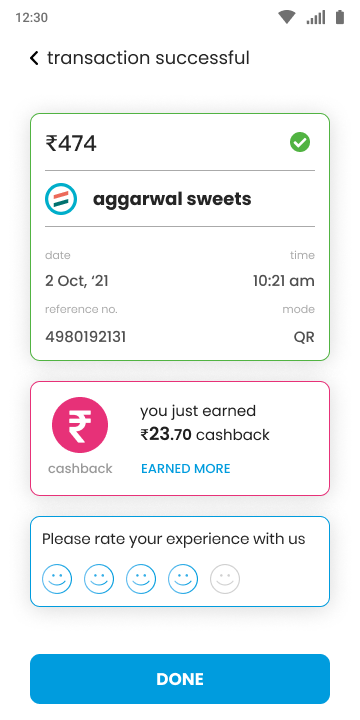 12:30
transaction successful
₹474
aggarwal sweets
date time
2 Oct, ‘21 10:21 am
reference no. mode
4980192131 QR
you just earned
₹23.70 cashback
cashback EARNED MORE
Please rate your experience with us
DONE